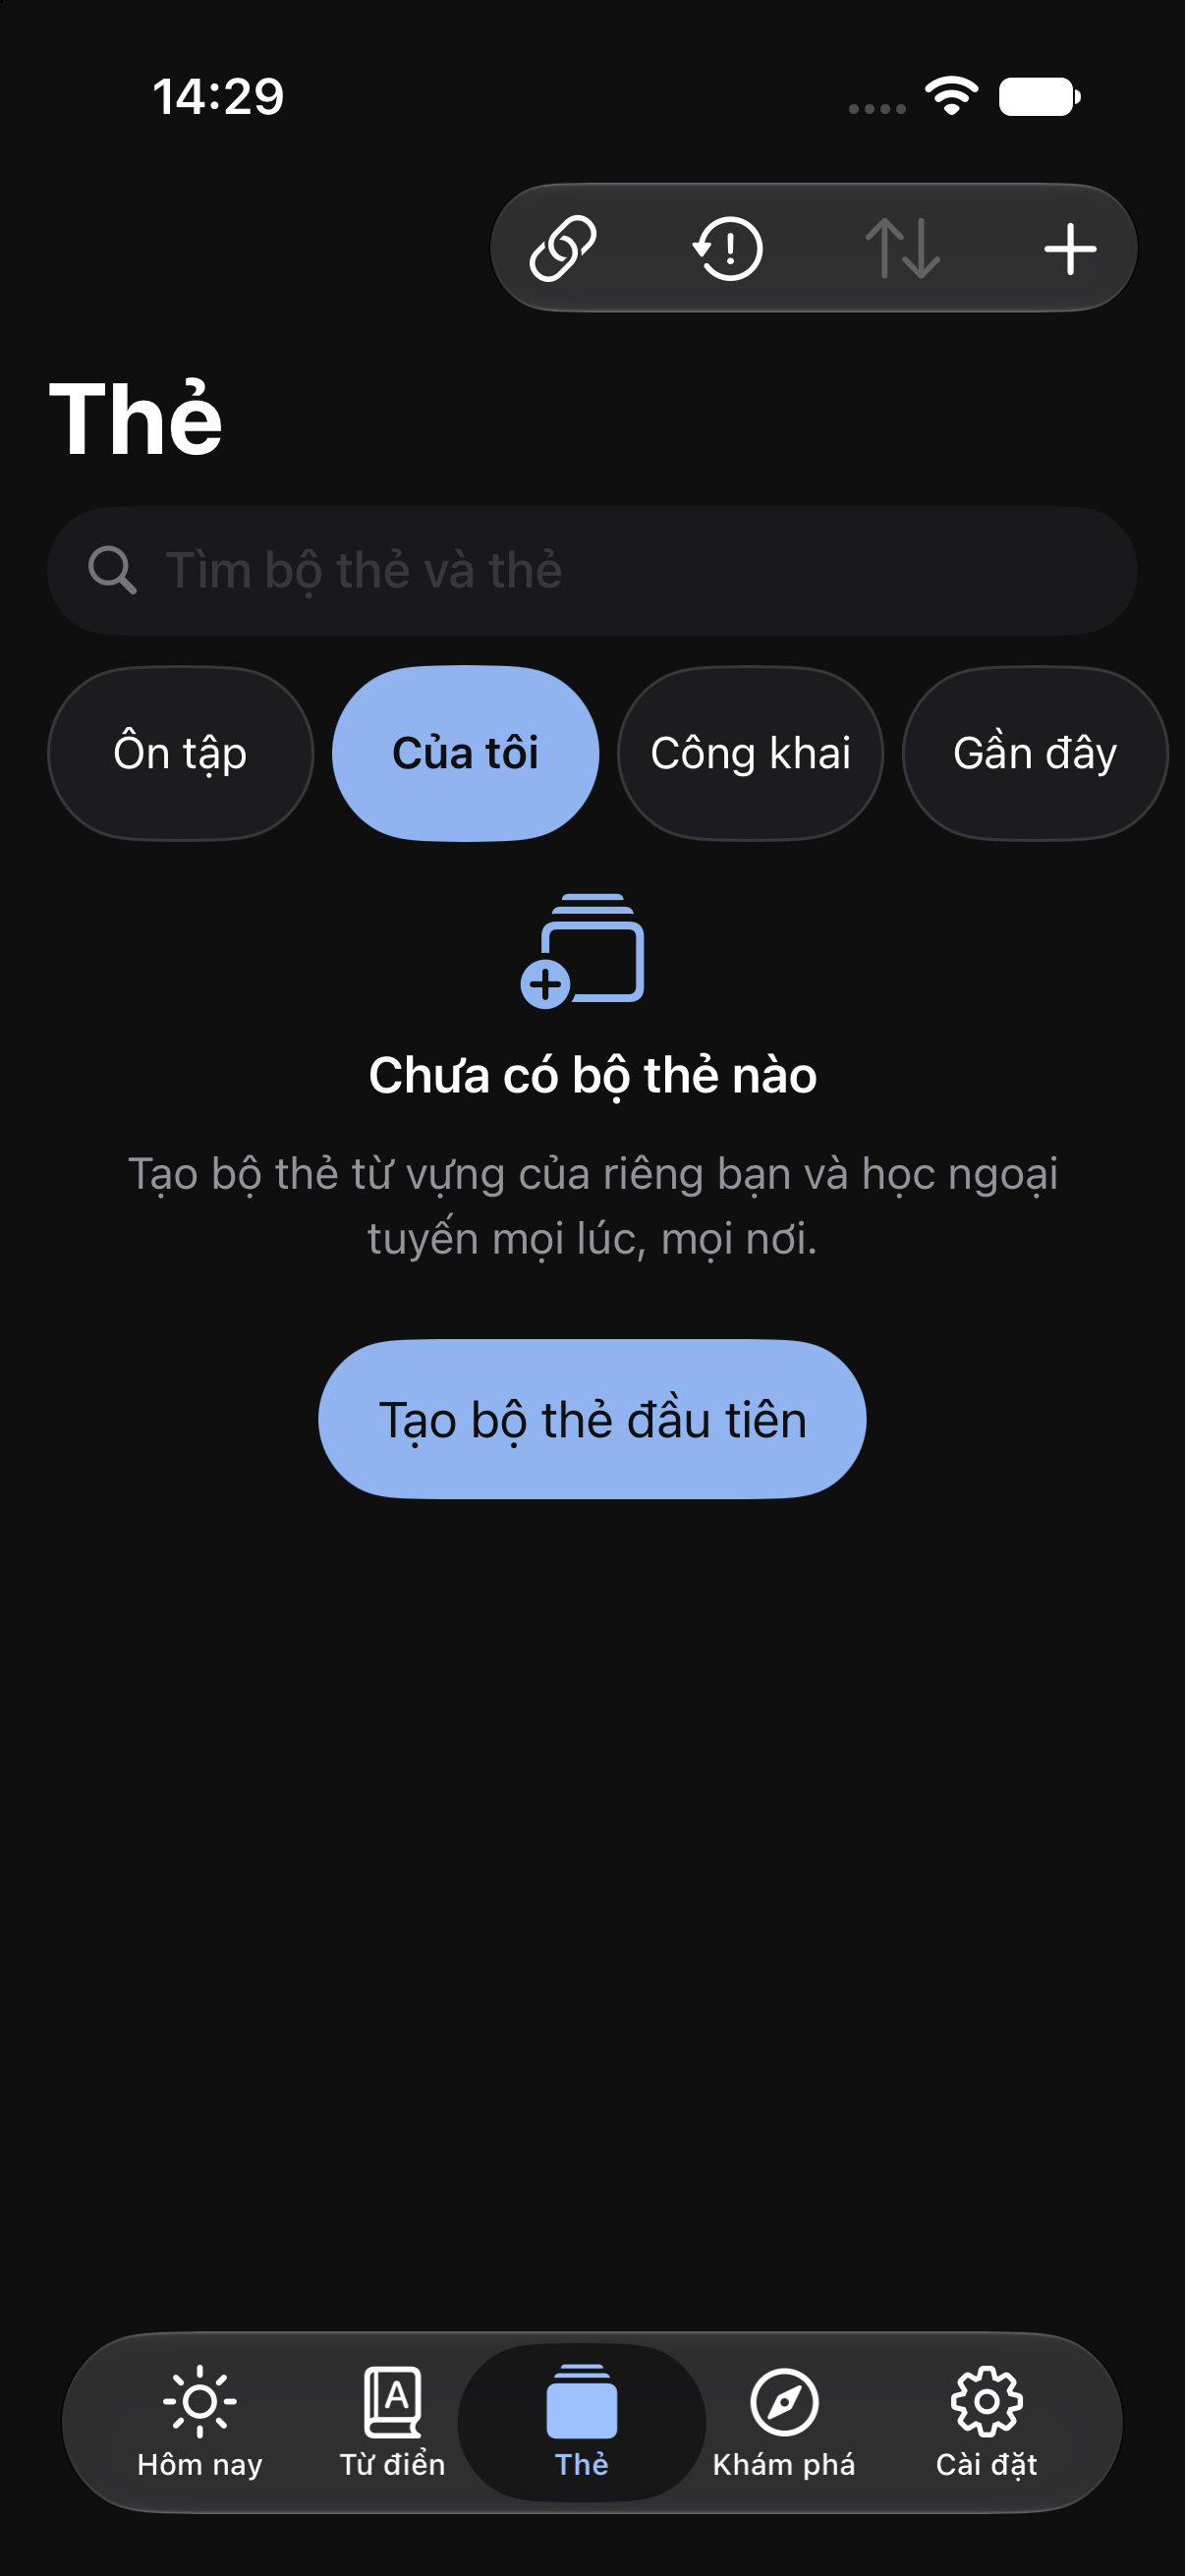 14:29
Thẻ
Tìm bộ thẻ và thẻ
Ôn tập
Của tôi
Công khai
Gần đây
Chưa có bộ thẻ nào
Tạo bộ thẻ từ vựng của riêng bạn và học ngoại
tuyến mọi lúc, mọi nơi.
Tạo bộ thẻ đầu tiên
Hôm nay
Từ điển
Thẻ
Khám phá
Cài đặt